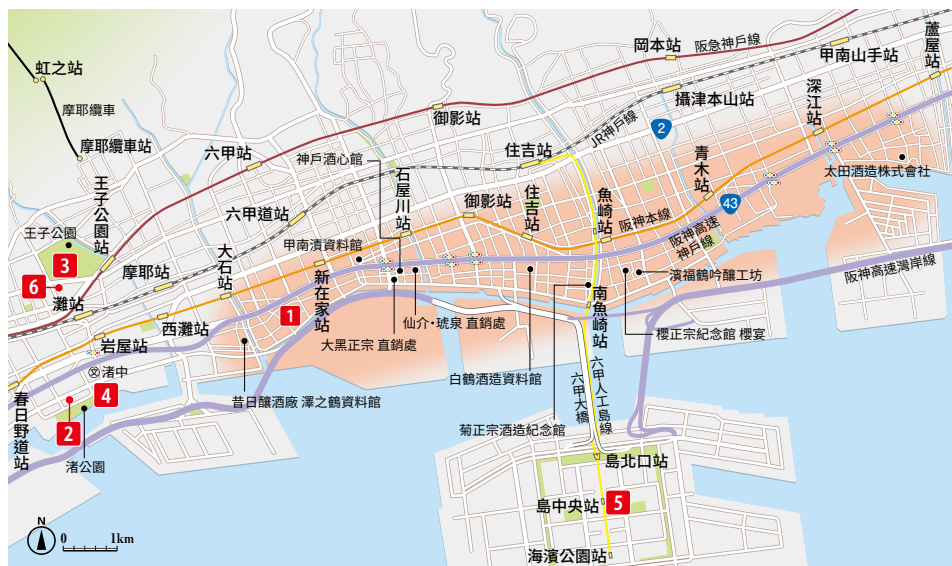 虹之站
摩耶纜車
摩耶纜車站
王子公園站
王子公園
3
6
灘站
摩耶站
六甲站
六甲道站
神戶酒心館
石屋川站
御影站
岡本站
阪急神戶線
甲南山手站
蘆屋站
攝津本山站
深江站
JR神戶線
2
住吉站
青木站
43
太田酒造株式會社
御影站
住吉站
魚崎站
阪神本線
阪神高速神戶線
阪神高速灣岸線
甲南漬資料館
大石站
新在家站
1
西灘站
岩屋站
渚中
4
2
春日野道站
渚公園
昔日釀酒廠 澤之鶴資料館
大黑正宗 直銷處
仙介・琥泉 直銷處
白鶴酒造資料館
菊正宗酒造紀念館
南魚崎站
濱福鶴吟釀工坊
櫻正宗紀念館 櫻宴
六甲大橋
六甲人工島線
島北口站
島中央站
5
海濱公園站
N
0 1km